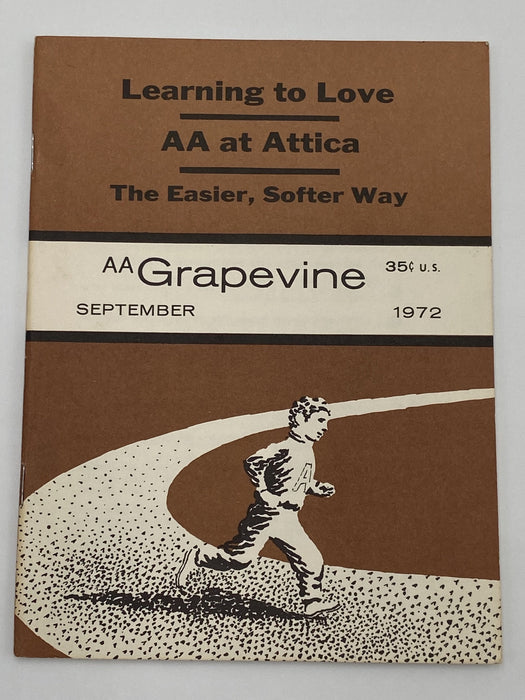 Learning to Love
AA at Attica
The Easier, Softer Way
AA Grapevine 35¢ U.S.
SEPTEMBER 1972
A